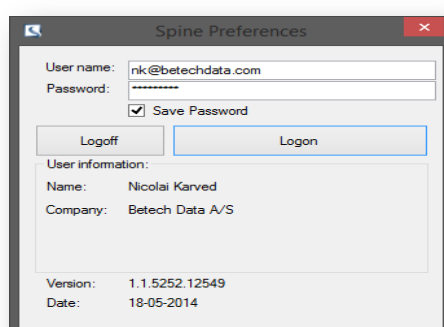 Spine Preferences
User name: nk@betechdata.com
Password: *********
Save Password
Logoff Logon
User information:
Name: Nicolai Karved
Company: Betech Data A/S
Version: 1.1.5252.12549
Date: 18-05-2014